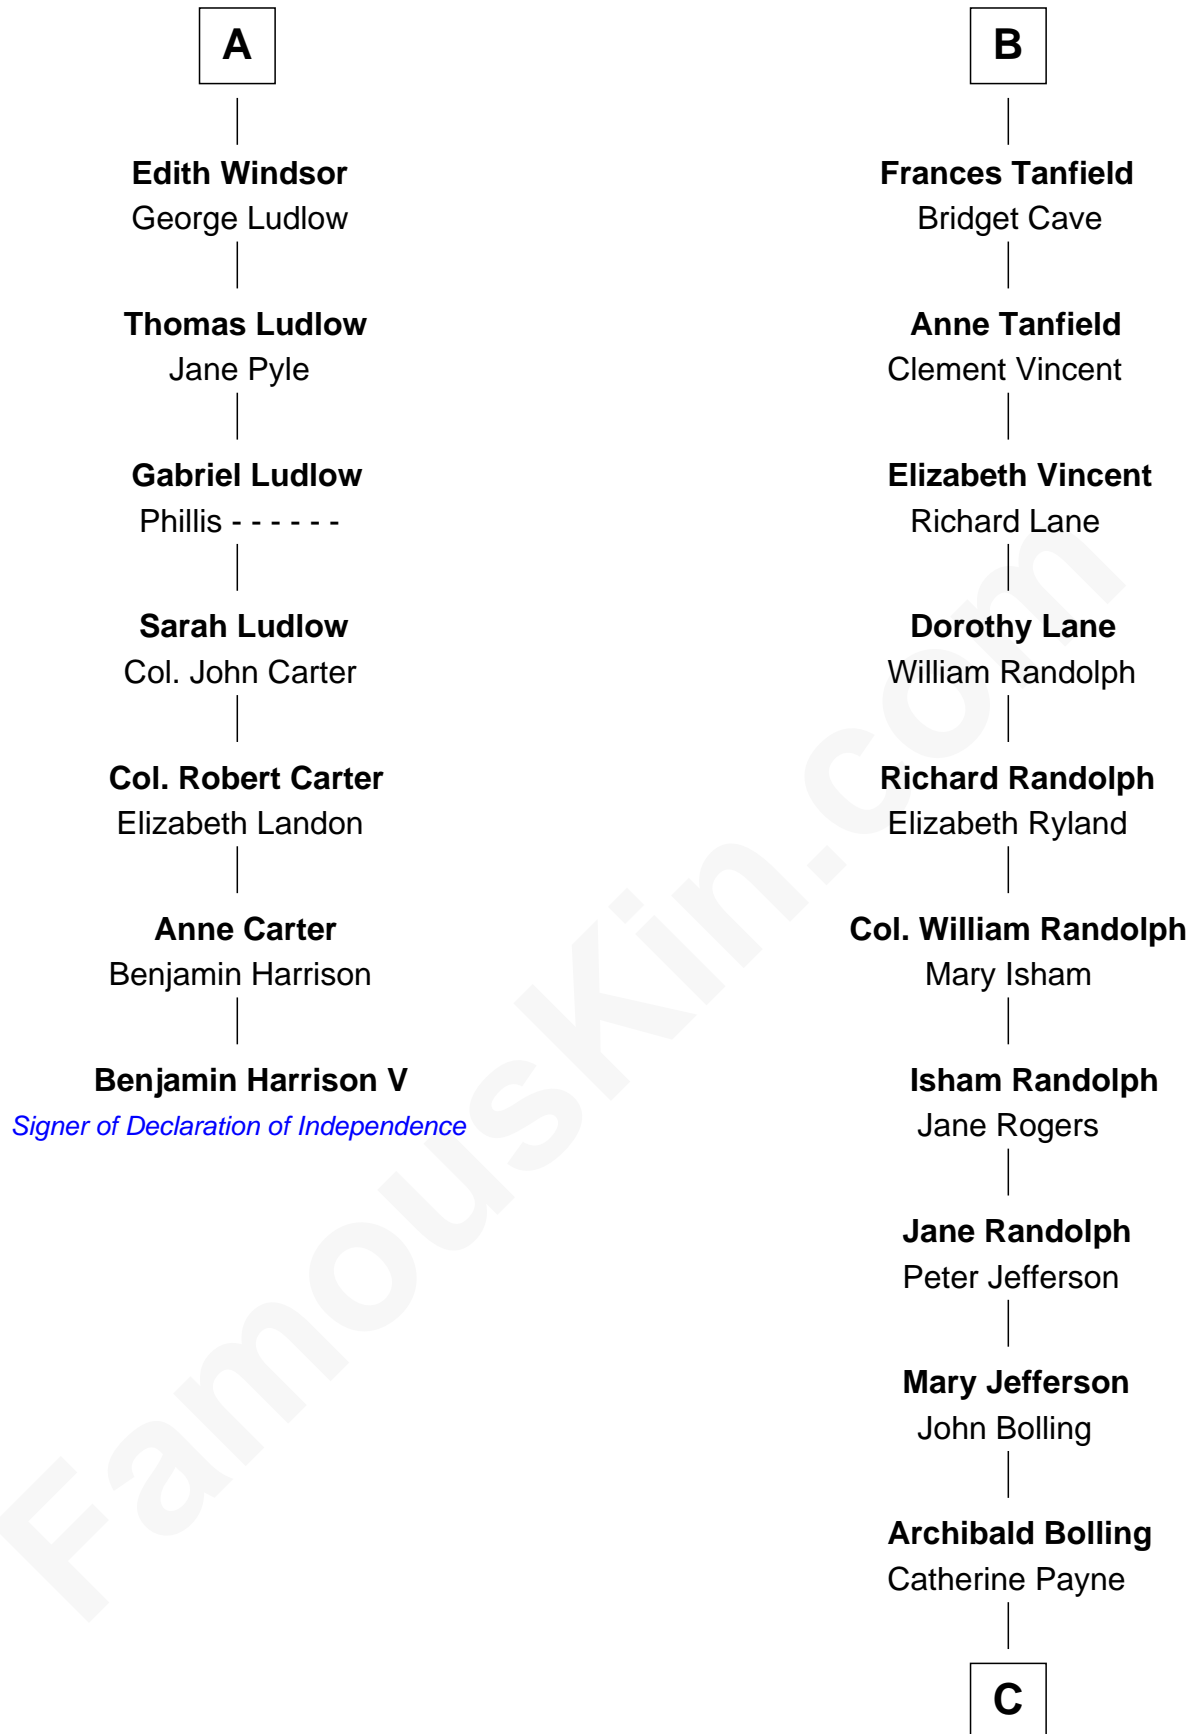 A
Edith Windsor
George Ludlow
Thomas Ludlow
Jane Pyle
Gabriel Ludlow
Phillis - - - - - -
Sarah Ludlow
Col. John Carter
Col. Robert Carter
Elizabeth Landon
Anne Carter
Benjamin Harrison
Benjamin Harrison V
Signer of Declaration of Independence
B
Frances Tanfield
Bridget Cave
Anne Tanfield
Clement Vincent
Elizabeth Vincent
Richard Lane
Dorothy Lane
William Randolph
Richard Randolph
Elizabeth Ryland
Col. William Randolph
Mary Isham
Isham Randolph
Jane Rogers
Jane Randolph
Peter Jefferson
Mary Jefferson
John Bolling
Archibald Bolling
Catherine Payne
C
FamousKin.com